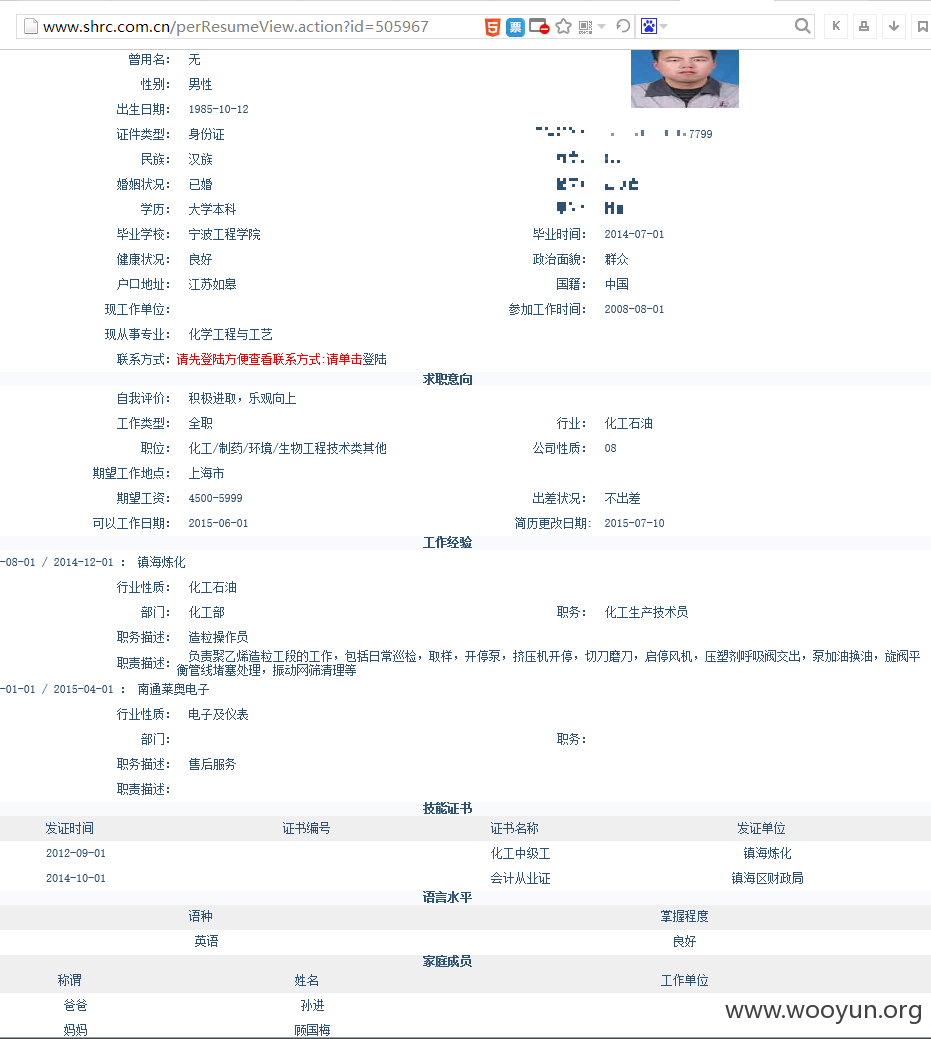 www.shrc.com.cn/perResumeView.action?id=505967
曾用名： 无
性别： 男性
出生日期： 1985-10-12
证件类型： 身份证 7799
民族： 汉族
婚姻状况： 已婚
学历： 大学本科
毕业学校： 宁波工程学院 毕业时间： 2014-07-01
健康状况： 良好 政治面貌： 群众
户口地址： 江苏如皋 国籍： 中国
现工作单位： 参加工作时间： 2008-08-01
现从事专业： 化学工程与工艺
联系方式：请先登陆方便查看联系方式:请单击登陆
求职意向
自我评价： 积极进取，乐观向上
工作类型： 全职 行业： 化工石油
职位： 化工/制药/环境/生物工程技术类其他 公司性质： 08
期望工作地点： 上海市
期望工资： 4500-5999 出差状况： 不出差
可以工作日期： 2015-06-01 简历更改日期： 2015-07-10
工作经验
-08-01 / 2014-12-01 ： 镇海炼化
行业性质： 化工石油
部门： 化工部 职务： 化工生产技术员
职务描述： 造粒操作员
职责描述： 负责聚乙烯造粒工段的工作，包括日常巡检，取样，开停泵，挤压机开停，切刀磨刀，启停风机，压塑剂呼吸阀交出，泵加油换油，旋阀平
衡管线堵塞处理，振动网筛清理等
-01-01 / 2015-04-01 ： 南通莱奥电子
行业性质： 电子及仪表
部门： 职务：
职务描述： 售后服务
职责描述：
技能证书
发证时间 证书编号 证书名称 发证单位
2012-09-01 化工中级工 镇海炼化
2014-10-01 会计从业证 镇海区财政局
语言水平
语种 掌握程度
英语 良好
家庭成员
称谓 姓名 工作单位
爸爸 孙进
妈妈 顾国梅
www.wooyun.org